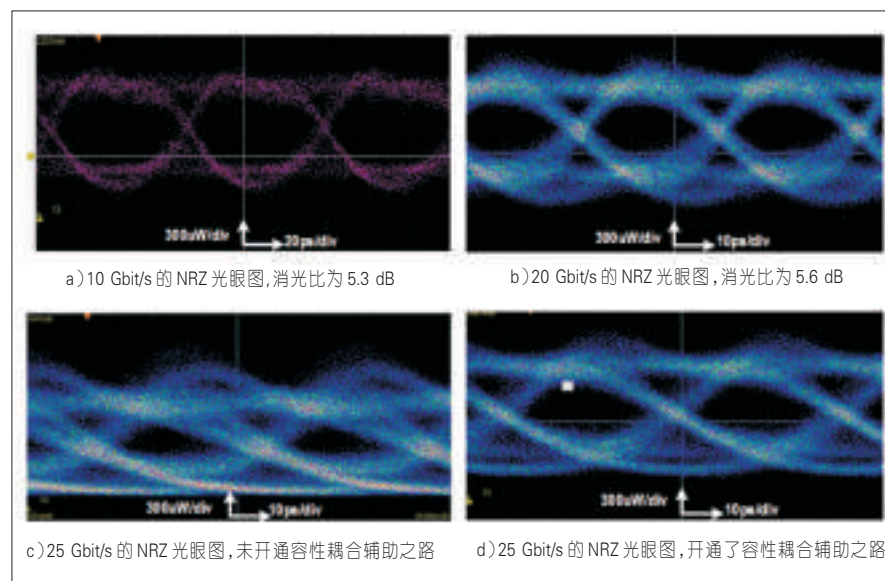 300uW/div 20ps/div
300uW/div 10ps/div
a)10 Gbit/s 的 NRZ 光眼图,消光比为 5.3 dB
b)20 Gbit/s 的 NRZ 光眼图,消光比为 5.6 dB
300uW/div 10ps/div
300uW/div 10ps/div
c)25 Gbit/s 的 NRZ 光眼图,未开通容性耦合辅助之路
d)25 Gbit/s 的 NRZ 光眼图,开通了容性耦合辅助之路